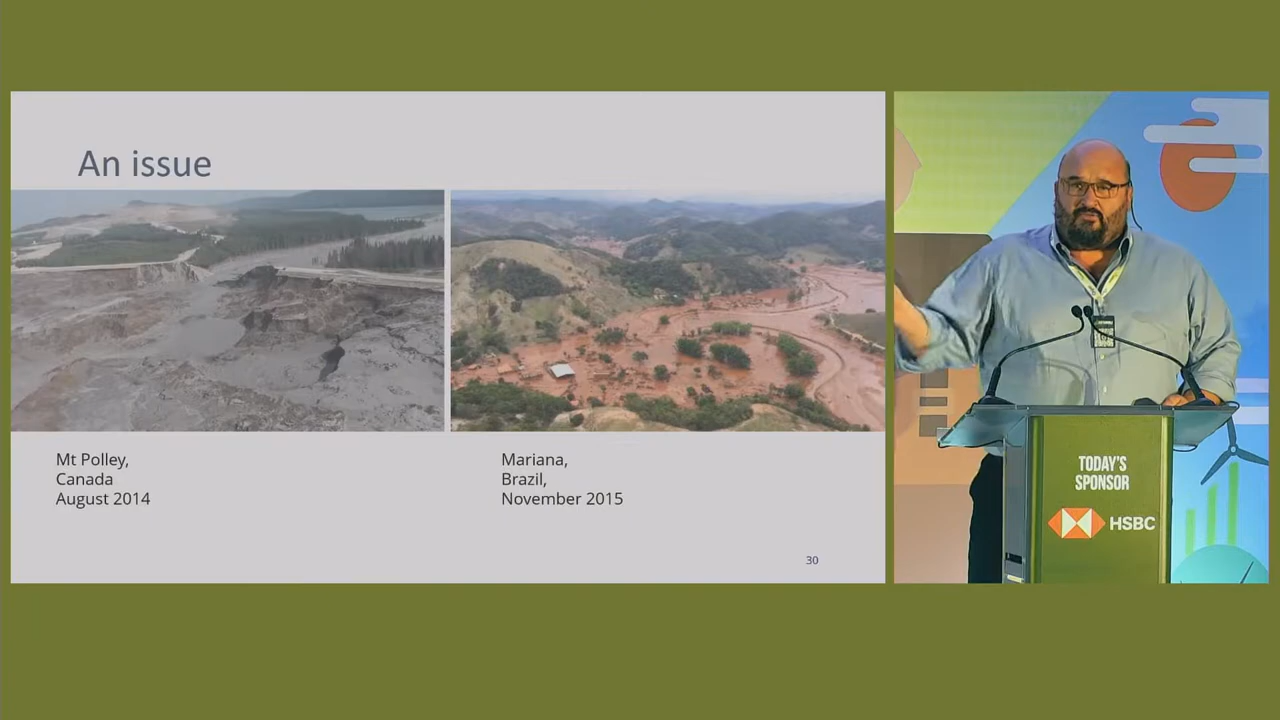 An issue
Mt Polley,
Canada
August 2014
Mariana,
Brazil,
November 2015
30
TODAY'S
SPONSOR
HSBC